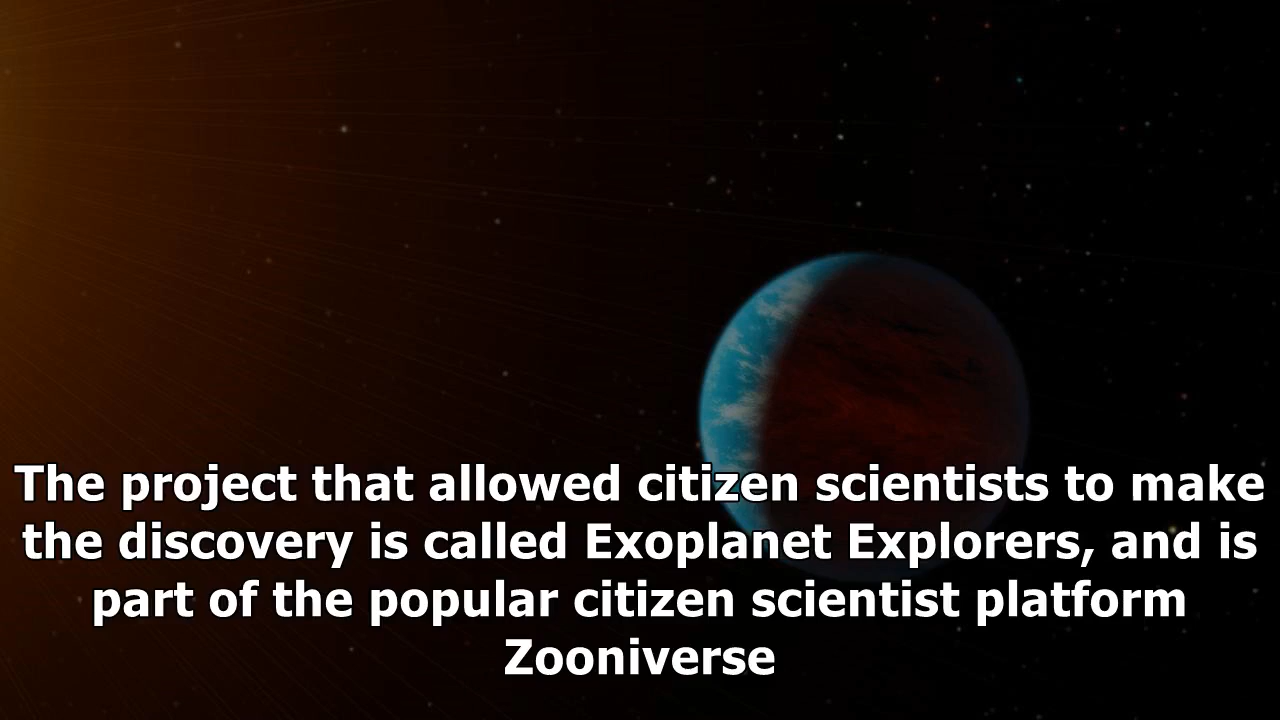 The project that allowed citizen scientists to make
the discovery is called Exoplanet Explorers, and is
part of the popular citizen scientist platform
Zooniverse